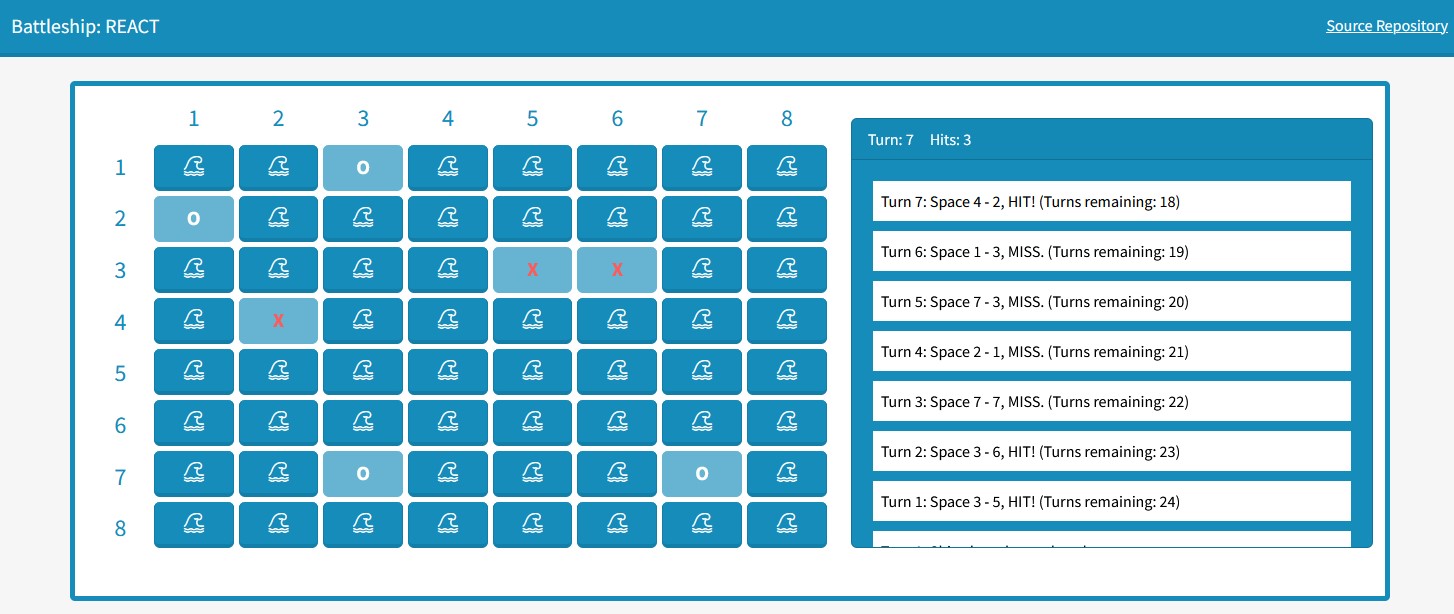 Battleship: REACT
Source Repository
1 2 3 4 5 6 7 8
1 O
2 O
3 X X
4 X
5
6
7 O O
8
Turn: 7 Hits: 3
Turn 7: Space 4 - 2, HIT! (Turns remaining: 18)
Turn 6: Space 1 - 3, MISS. (Turns remaining: 19)
Turn 5: Space 7 - 3, MISS. (Turns remaining: 20)
Turn 4: Space 2 - 1, MISS. (Turns remaining: 21)
Turn 3: Space 7 - 7, MISS. (Turns remaining: 22)
Turn 2: Space 3 - 6, HIT! (Turns remaining: 23)
Turn 1: Space 3 - 5, HIT! (Turns remaining: 24)